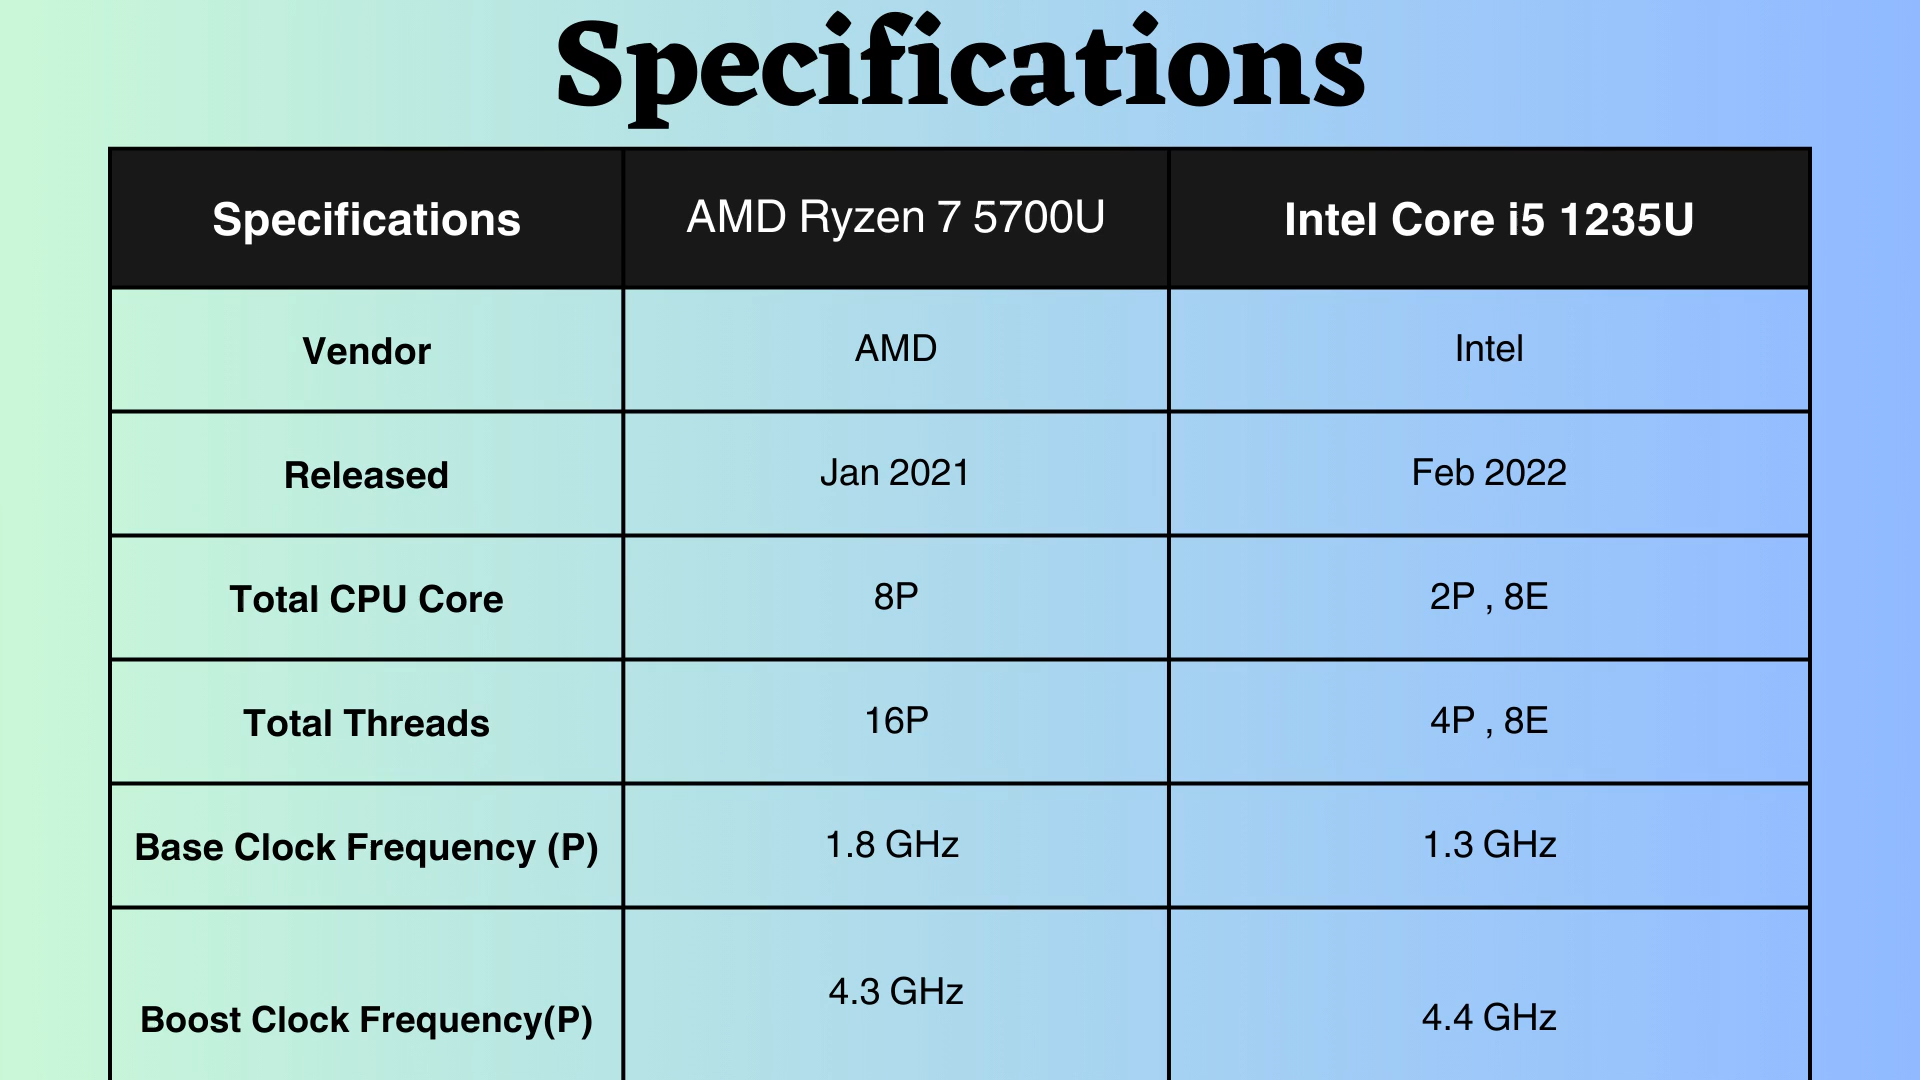 Specifications
Specifications AMD Ryzen 7 5700U Intel Core i5 1235U
Vendor AMD Intel
Released Jan 2021 Feb 2022
Total CPU Core 8P 2P , 8E
Total Threads 16P 4P , 8E
Base Clock Frequency (P) 1.8 GHz 1.3 GHz
Boost Clock Frequency(P) 4.3 GHz 4.4 GHz